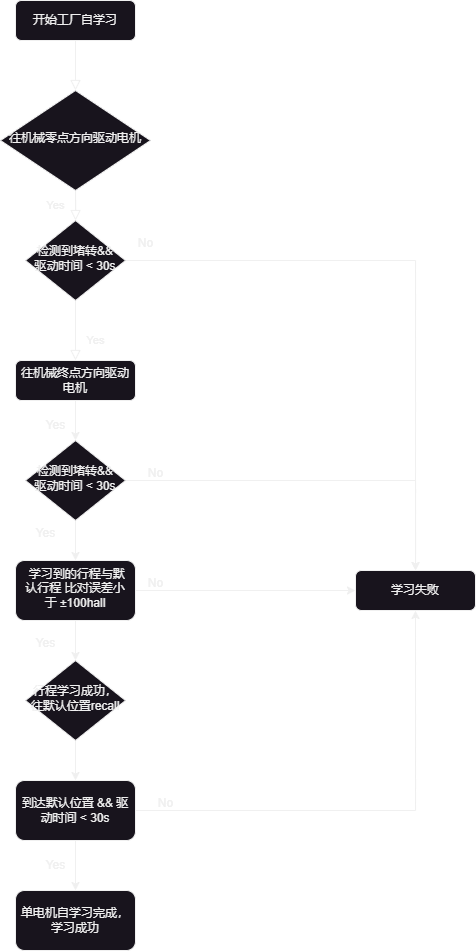 开始工厂自学习
往机械零点方向驱动电机
Yes
检测到堵转&&
驱动时间 < 30s
No
Yes
往机械终点方向驱动
电机
Yes
检测到堵转&&
驱动时间 < 30s
No
Yes
学习到的行程与默
认行程 比对误差小
于 ±100hall
No
学习失败
Yes
行程学习成功,
往默认位置recall
到达默认位置 && 驱
动时间 < 30s
No
Yes
单电机自学习完成,
学习成功